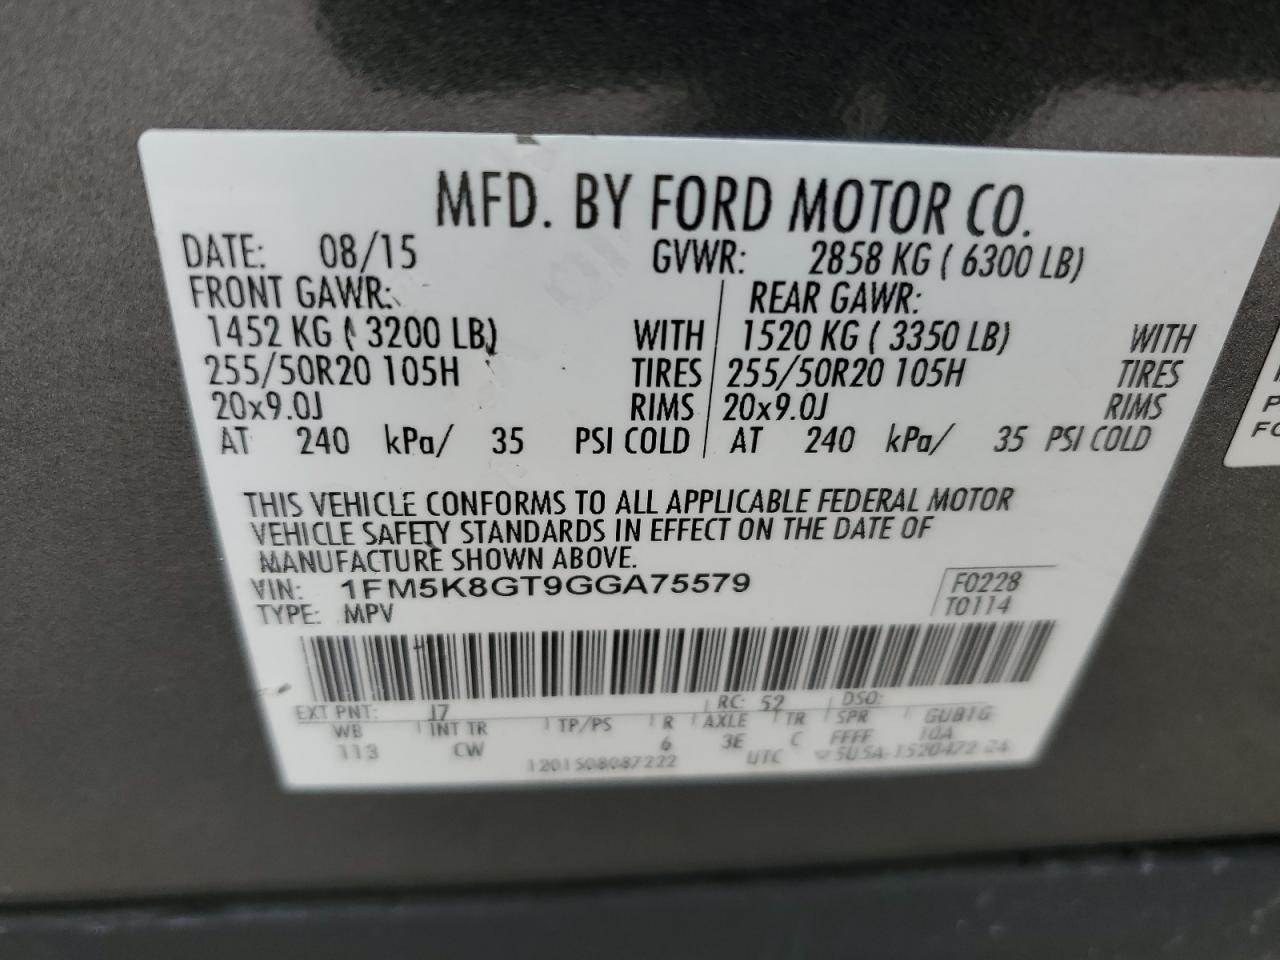 MFD. BY FORD MOTOR CO.
DATE: 08/15 GVWR: 2858 KG ( 6300 LB)
FRONT GAWR: REAR GAWR:
1452 KG ( 3200 LB) WITH 1520 KG ( 3350 LB) WITH
255/50R20 105H TIRES 255/50R20 105H TIRES
20x9.0J RIMS 20x9.0J RIMS
AT 240 kPa/ 35 PSI COLD AT 240 kPa/ 35 PSI COLD
THIS VEHICLE CONFORMS TO ALL APPLICABLE FEDERAL MOTOR
VEHICLE SAFETY STANDARDS IN EFFECT ON THE DATE OF
MANUFACTURE SHOWN ABOVE.
VIN: 1FM5K8GT9GGA75579 F0228
TYPE: MPV T0114
EXT PNT: J7 RC: 52 DSO:
WB INT TR TP/PS R AXLE TR SPR GUB1G
113 CW 6 3E C FFFF 10A
1201508087222 UTC